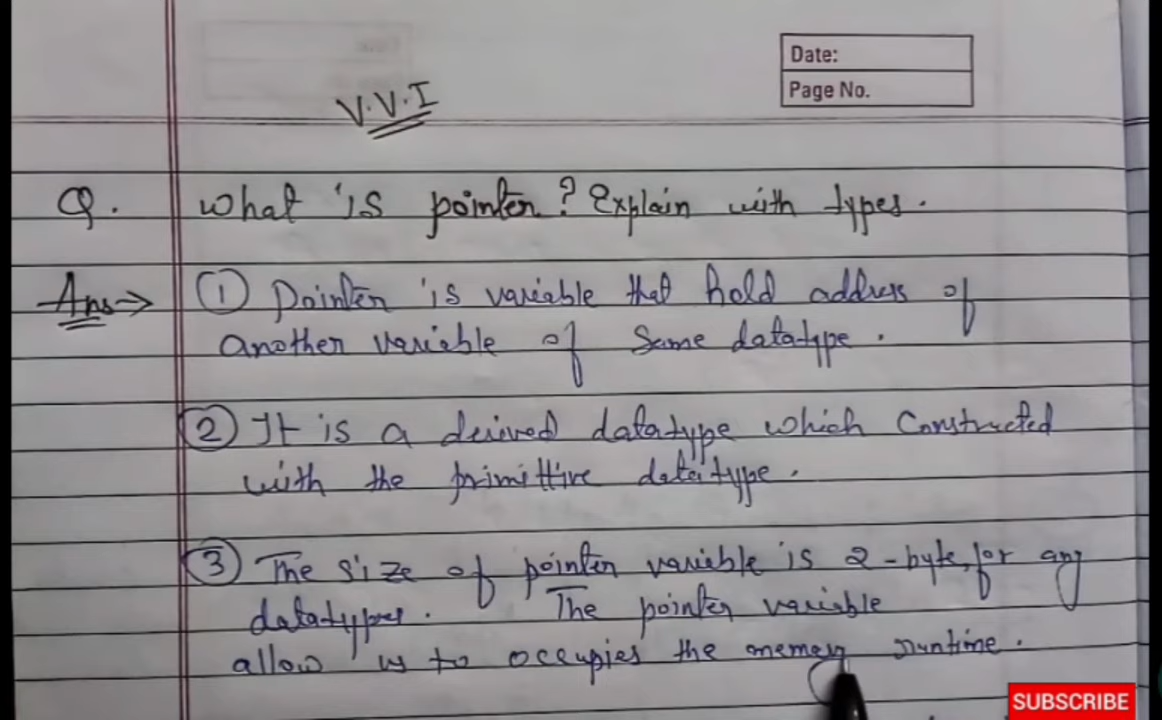 Date:
Page No.
V.V.I
Q. What is pointer? Explain with types.
Ans→ ① Pointer is variable that hold address of
another variable of same datatype.
② It is a derived datatype which constructed
with the primittive datatype.
③ The size of pointer variable is 2-byte, for any
datatypes. The pointer variable
allow us to occupies the memory runtime.
SUBSCRIBE